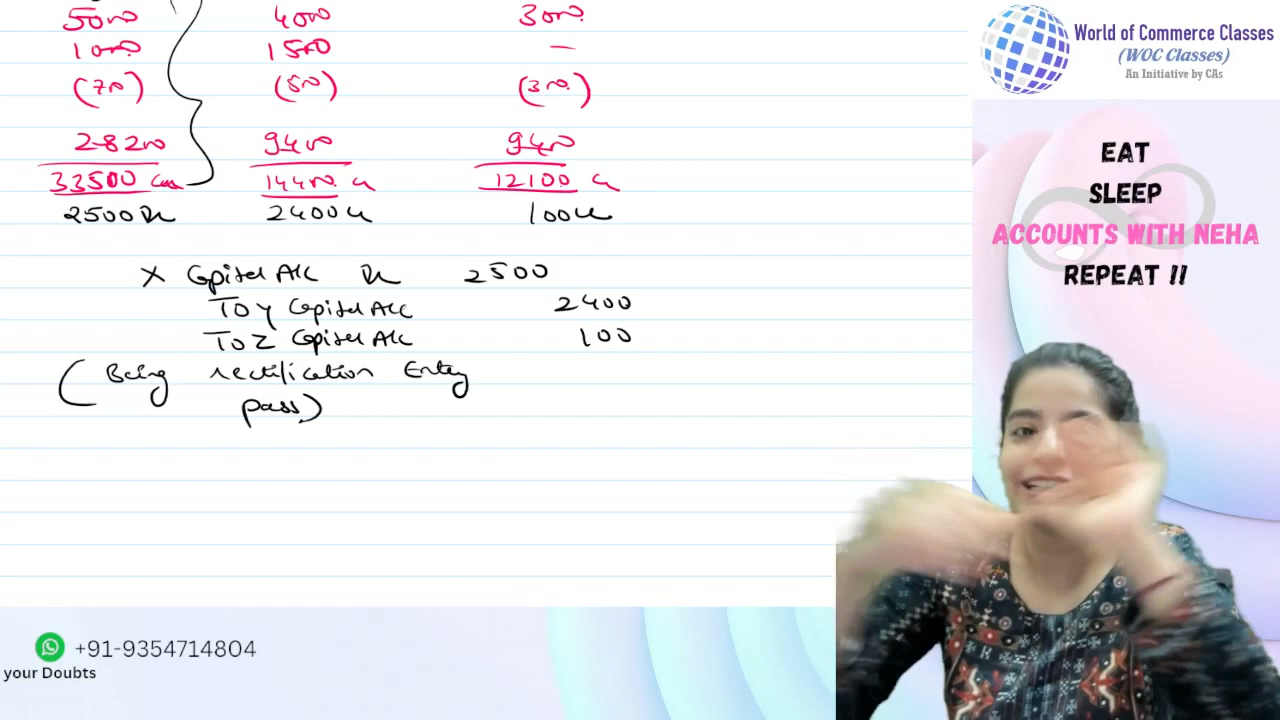 5000 4000 3000
1000 1500 —
(700) (500) (300)
28200 9400 9400
33500 Cr 14400 Cr 12100 Cr
2500 Dr 2400 Cr 100 Cr
X Capital A/c Dr 2500
To Y Capital A/c 2400
To Z Capital A/c 100
(Being rectification Entry
pass)
World of Commerce Classes
(WOC Classes)
An Initiative by CAs
EAT
SLEEP
ACCOUNTS WITH NEHA
REPEAT !!
+91-9354714804
your Doubts